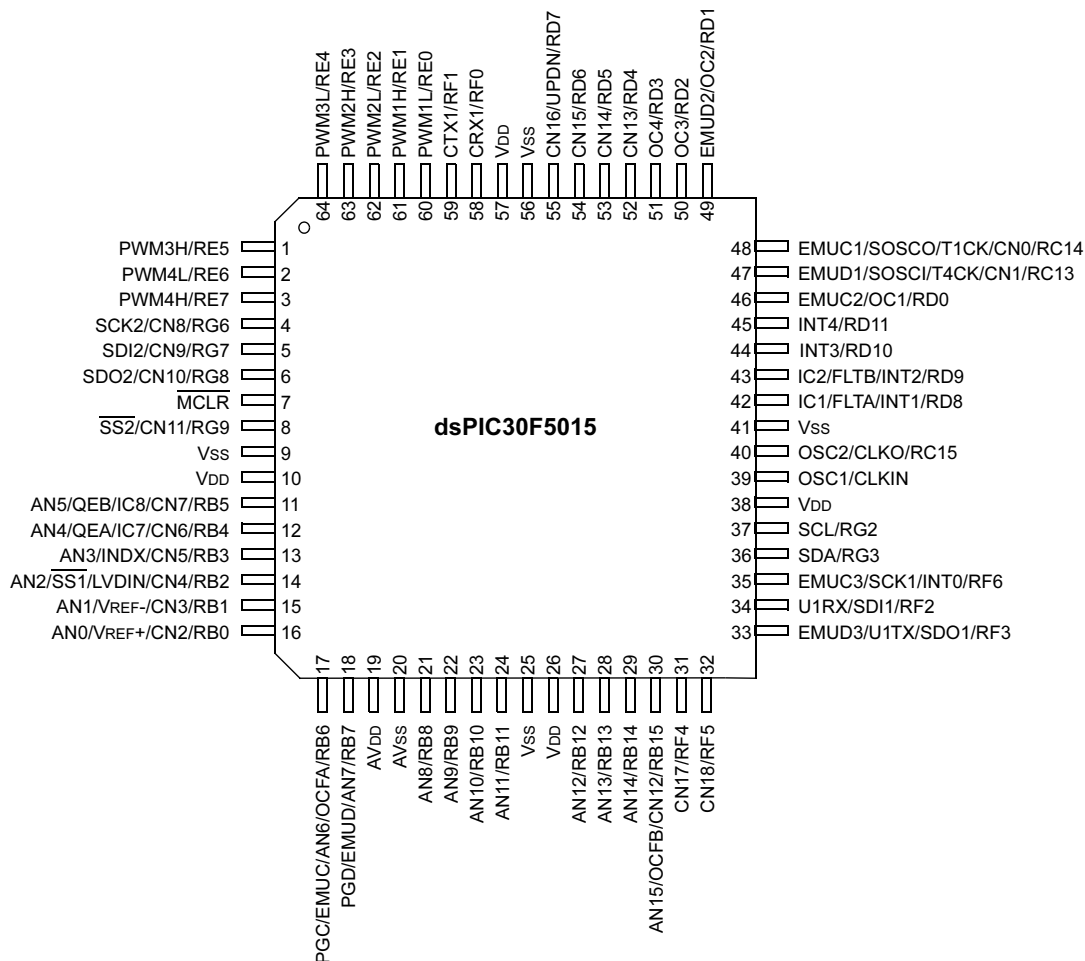 PWM3L/RE4
PWM2H/RE3
PWM2L/RE2
PWM1H/RE1
PWM1L/RE0
CTX1/RF1
CRX1/RF0
VDD
VSS
CN16/UPDN/RD7
CN15/RD6
CN14/RD5
CN13/RD4
OC4/RD3
OC3/RD2
EMUD2/OC2/RD1
64 63 62 61 60 59 58 57 56 55 54 53 52 51 50 49
PWM3H/RE5 1
PWM4L/RE6 2
PWM4H/RE7 3
SCK2/CN8/RG6 4
SDI2/CN9/RG7 5
SDO2/CN10/RG8 6
MCLR 7
SS2/CN11/RG9 8
VSS 9
VDD 10
AN5/QEB/IC8/CN7/RB5 11
AN4/QEA/IC7/CN6/RB4 12
AN3/INDX/CN5/RB3 13
AN2/SS1/LVDIN/CN4/RB2 14
AN1/VREF-/CN3/RB1 15
AN0/VREF+/CN2/RB0 16
dsPIC30F5015
48 EMUC1/SOSCO/T1CK/CN0/RC14
47 EMUD1/SOSCI/T4CK/CN1/RC13
46 EMUC2/OC1/RD0
45 INT4/RD11
44 INT3/RD10
43 IC2/FLTB/INT2/RD9
42 IC1/FLTA/INT1/RD8
41 VSS
40 OSC2/CLKO/RC15
39 OSC1/CLKIN
38 VDD
37 SCL/RG2
36 SDA/RG3
35 EMUC3/SCK1/INT0/RF6
34 U1RX/SDI1/RF2
33 EMUD3/U1TX/SDO1/RF3
17 18 19 20 21 22 23 24 25 26 27 28 29 30 31 32
PGC/EMUC/AN6/OCFA/RB6
PGD/EMUD/AN7/RB7
AVDD
AVSS
AN8/RB8
AN9/RB9
AN10/RB10
AN11/RB11
VSS
VDD
AN12/RB12
AN13/RB13
AN14/RB14
AN15/OCFB/CN12/RB15
CN17/RF4
CN18/RF5